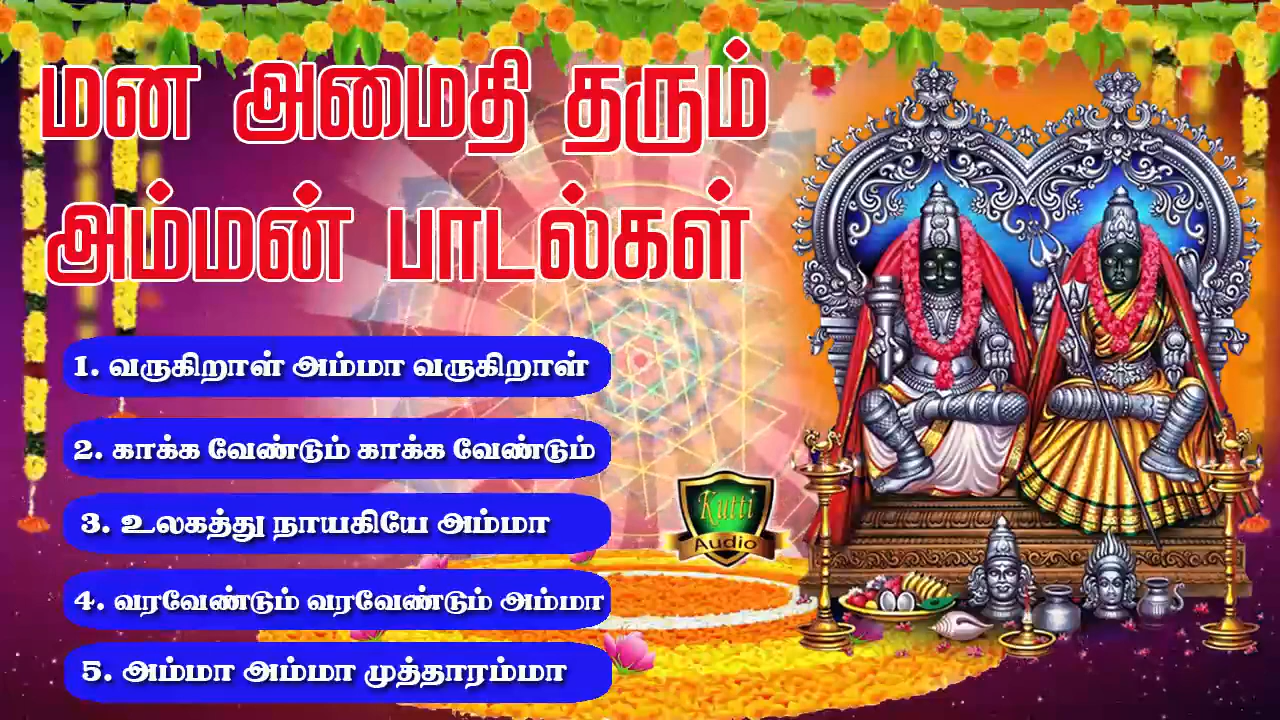 மன அமைதி தரும்
அம்மன் பாடல்கள்
1. வருகிறாள் அம்மா வருகிறாள்
2. காக்க வேண்டும் காக்க வேண்டும்
3. உலகத்து நாயகியே அம்மா
4. வரவேண்டும் வரவேண்டும் அம்மா
5. அம்மா அம்மா முத்தாரம்மா
Kutti
Audio